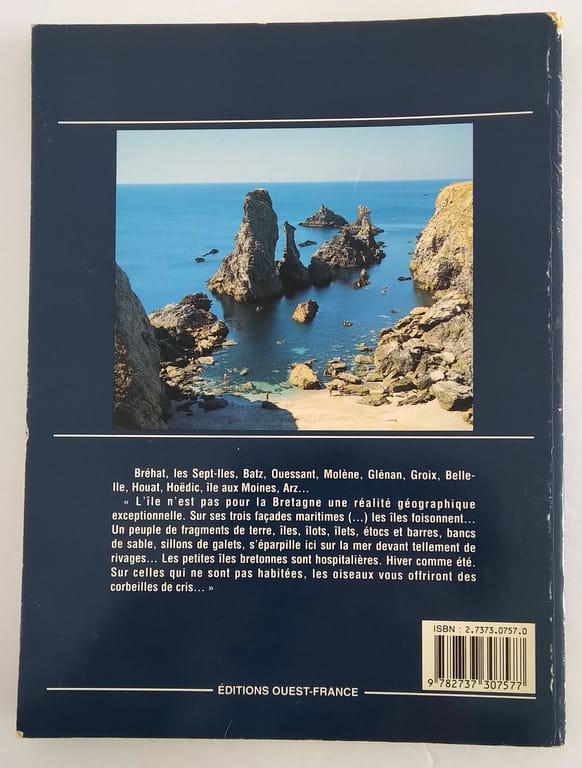 Bréhat, les Sept-Iles, Batz, Ouessant, Molène, Glénan, Groix, Belle-
Ile, Houat, Hoëdic, île aux Moines, Arz...
« L'île n'est pas pour la Bretagne une réalité géographique
exceptionnelle. Sur ses trois façades maritimes (...) les îles foisonnent...
Un peuple de fragments de terre, îles, îlots, îlets, étocs et barres, bancs
de sable, sillons de galets, s'éparpille ici sur la mer devant tellement de
rivages... Les petites îles bretonnes sont hospitalières. Hiver comme été.
Sur celles qui ne sont pas habitées, les oiseaux vous offriront des
corbeilles de cris... »
ISBN : 2.7373.0757.0
9 782737 307577
ÉDITIONS OUEST-FRANCE